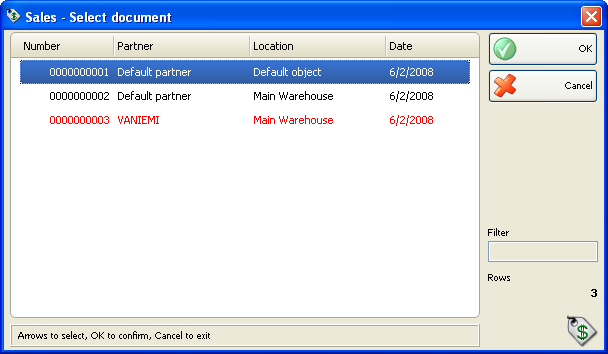 Sales - Select document
Number Partner Location Date
0000000001 Default partner Default object 6/2/2008
0000000002 Default partner Main Warehouse 6/2/2008
0000000003 VANIEMI Main Warehouse 6/2/2008
OK
Cancel
Filter
Rows
3
Arrows to select, OK to confirm, Cancel to exit